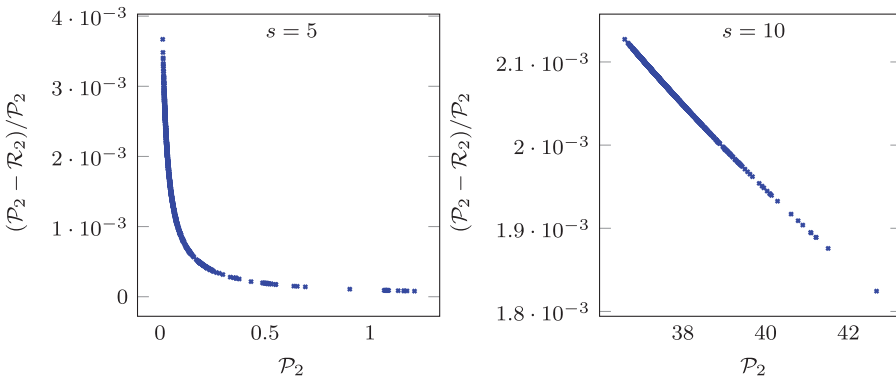 s = 5
(𝒫₂ − ℛ₂)/𝒫₂
4 · 10⁻³
3 · 10⁻³
2 · 10⁻³
1 · 10⁻³
0
0 0.5 1
𝒫₂
s = 10
(𝒫₂ − ℛ₂)/𝒫₂
2.1 · 10⁻³
2 · 10⁻³
1.9 · 10⁻³
1.8 · 10⁻³
38 40 42
𝒫₂